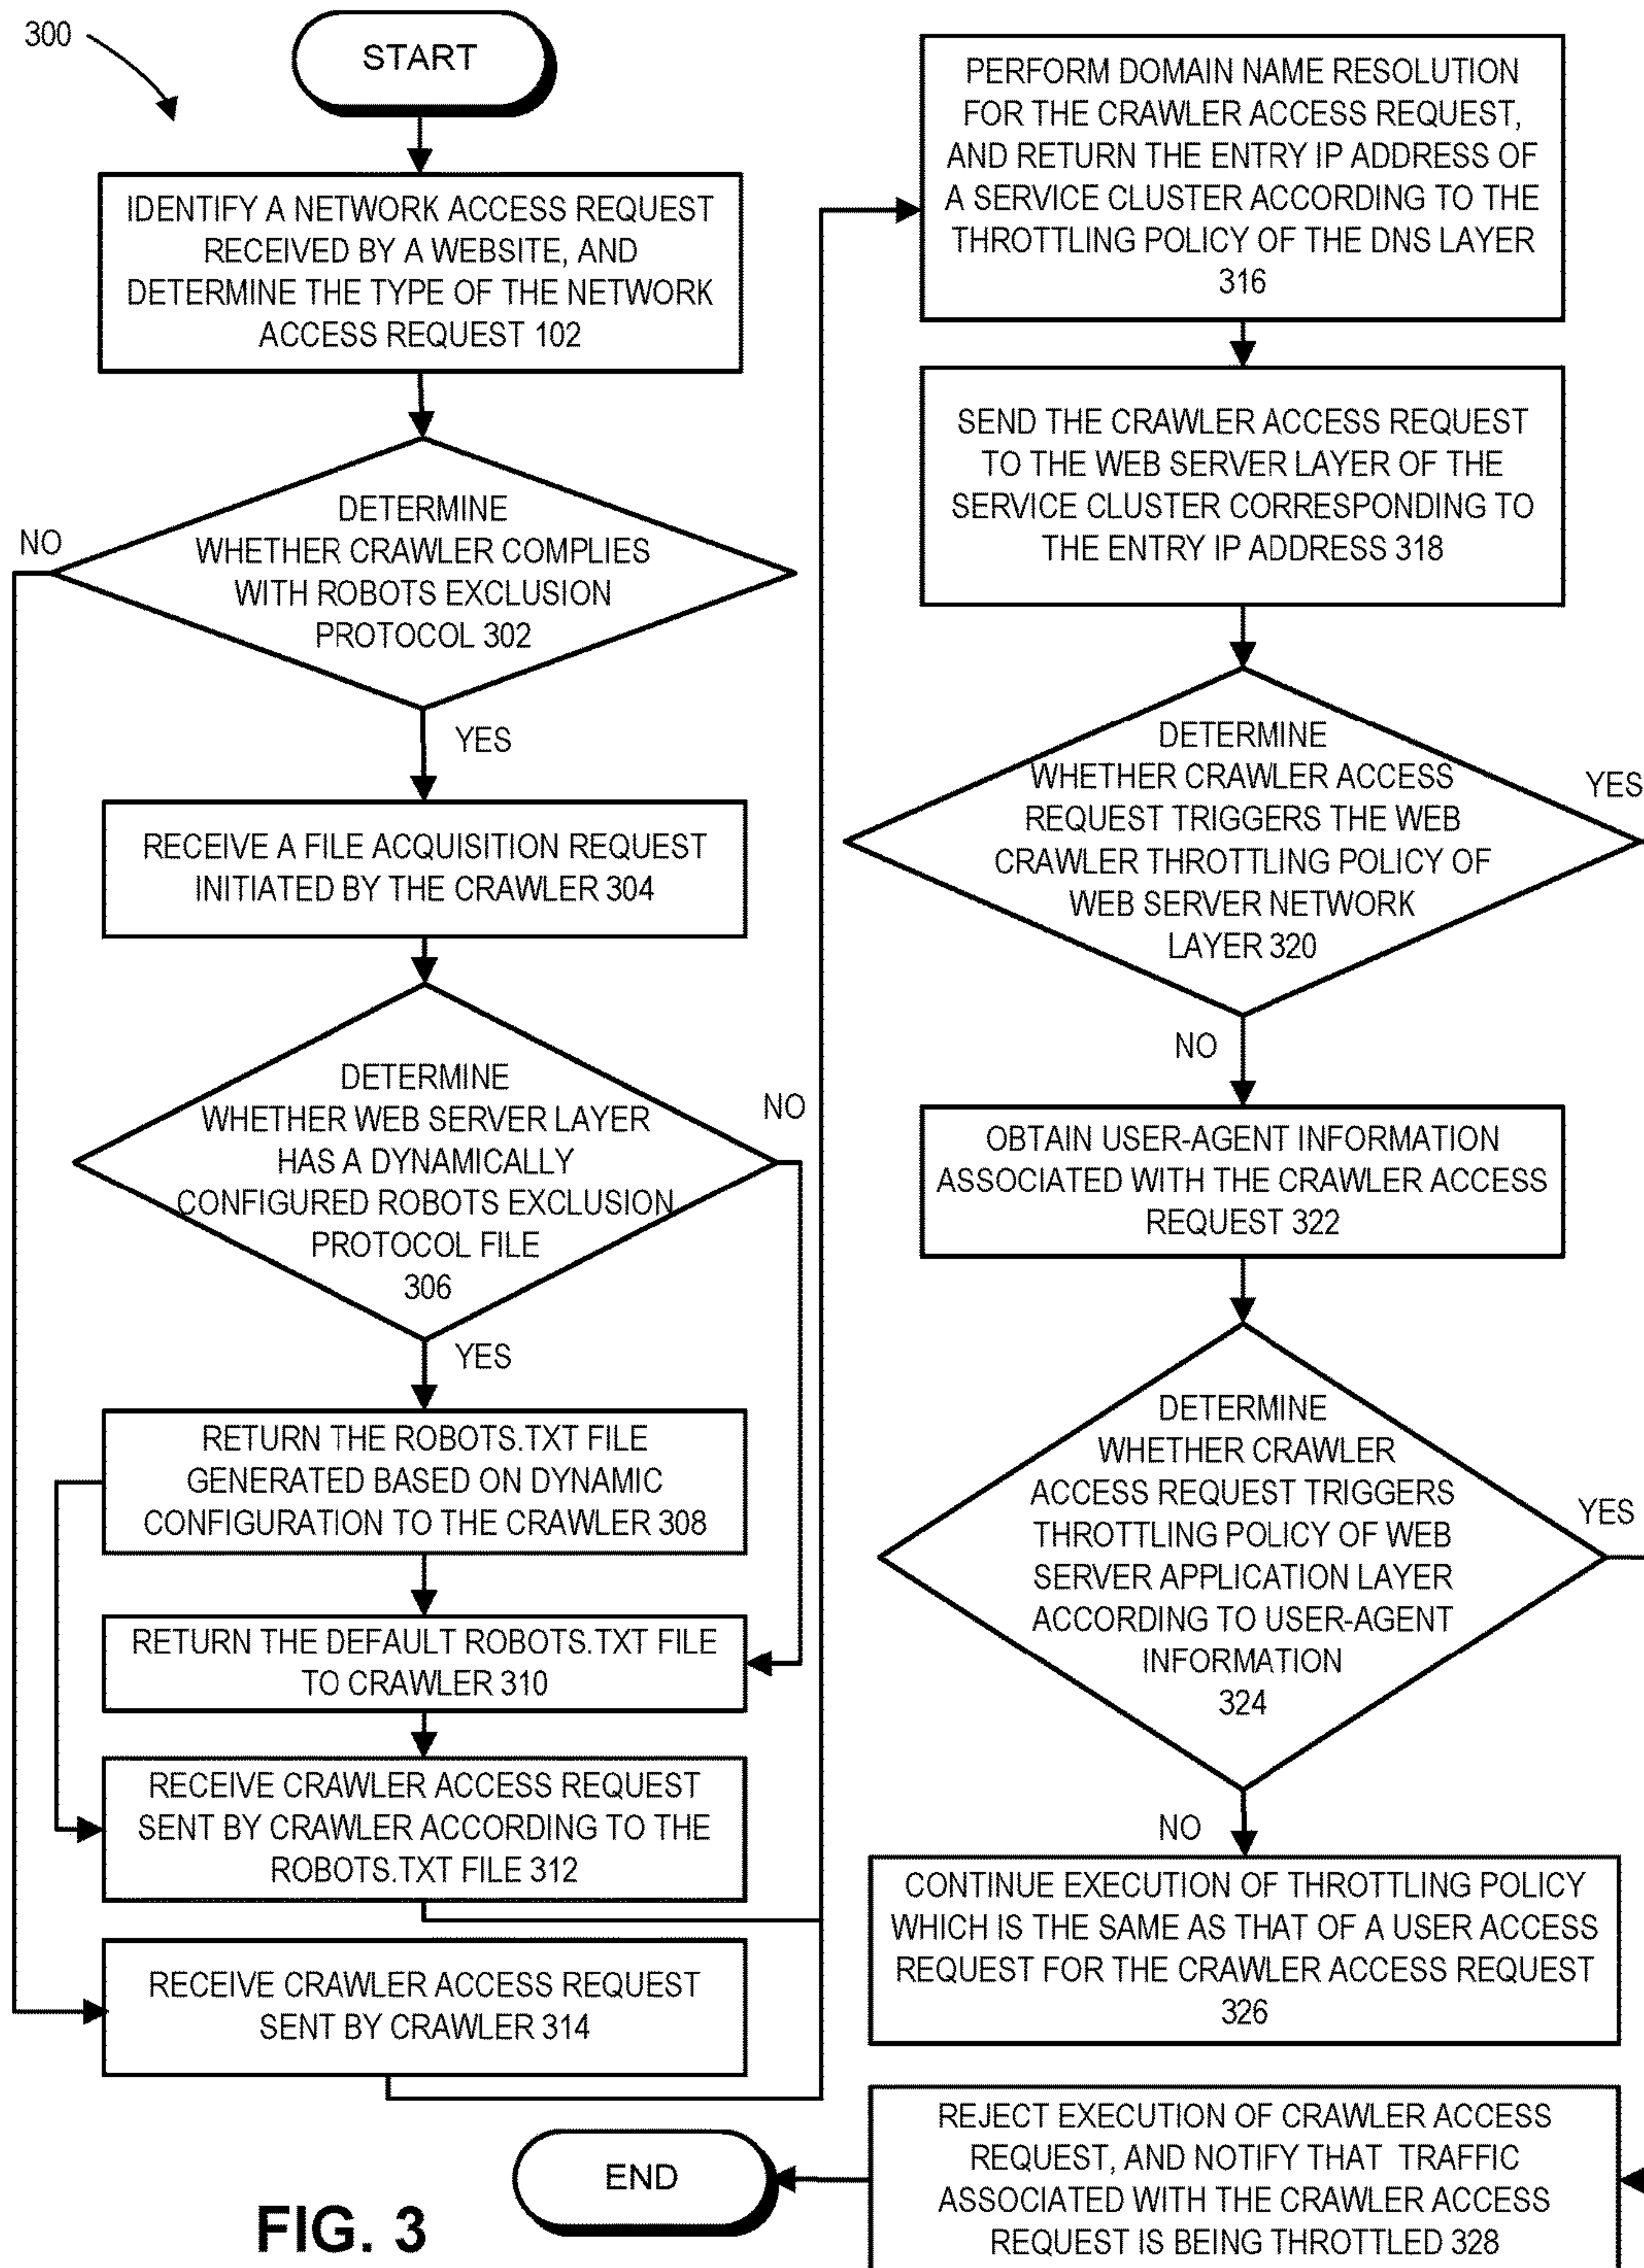 300
START
IDENTIFY A NETWORK ACCESS REQUEST
RECEIVED BY A WEBSITE, AND
DETERMINE THE TYPE OF THE NETWORK
ACCESS REQUEST 102
DETERMINE
WHETHER CRAWLER COMPLIES
WITH ROBOTS EXCLUSION
PROTOCOL 302
NO
YES
RECEIVE A FILE ACQUISITION REQUEST
INITIATED BY THE CRAWLER 304
DETERMINE
WHETHER WEB SERVER LAYER
HAS A DYNAMICALLY
CONFIGURED ROBOTS EXCLUSION
PROTOCOL FILE
306
NO
YES
RETURN THE ROBOTS.TXT FILE
GENERATED BASED ON DYNAMIC
CONFIGURATION TO THE CRAWLER 308
RETURN THE DEFAULT ROBOTS.TXT FILE
TO CRAWLER 310
RECEIVE CRAWLER ACCESS REQUEST
SENT BY CRAWLER ACCORDING TO THE
ROBOTS.TXT FILE 312
RECEIVE CRAWLER ACCESS REQUEST
SENT BY CRAWLER 314
PERFORM DOMAIN NAME RESOLUTION
FOR THE CRAWLER ACCESS REQUEST,
AND RETURN THE ENTRY IP ADDRESS OF
A SERVICE CLUSTER ACCORDING TO THE
THROTTLING POLICY OF THE DNS LAYER
316
SEND THE CRAWLER ACCESS REQUEST
TO THE WEB SERVER LAYER OF THE
SERVICE CLUSTER CORRESPONDING TO
THE ENTRY IP ADDRESS 318
DETERMINE
WHETHER CRAWLER ACCESS
REQUEST TRIGGERS THE WEB
CRAWLER THROTTLING POLICY OF
WEB SERVER NETWORK
LAYER 320
YES
NO
OBTAIN USER-AGENT INFORMATION
ASSOCIATED WITH THE CRAWLER ACCESS
REQUEST 322
DETERMINE
WHETHER CRAWLER
ACCESS REQUEST TRIGGERS
THROTTLING POLICY OF WEB
SERVER APPLICATION LAYER
ACCORDING TO USER-AGENT
INFORMATION
324
YES
NO
CONTINUE EXECUTION OF THROTTLING POLICY
WHICH IS THE SAME AS THAT OF A USER ACCESS
REQUEST FOR THE CRAWLER ACCESS REQUEST
326
REJECT EXECUTION OF CRAWLER ACCESS
REQUEST, AND NOTIFY THAT TRAFFIC
ASSOCIATED WITH THE CRAWLER ACCESS
REQUEST IS BEING THROTTLED 328
END
FIG. 3